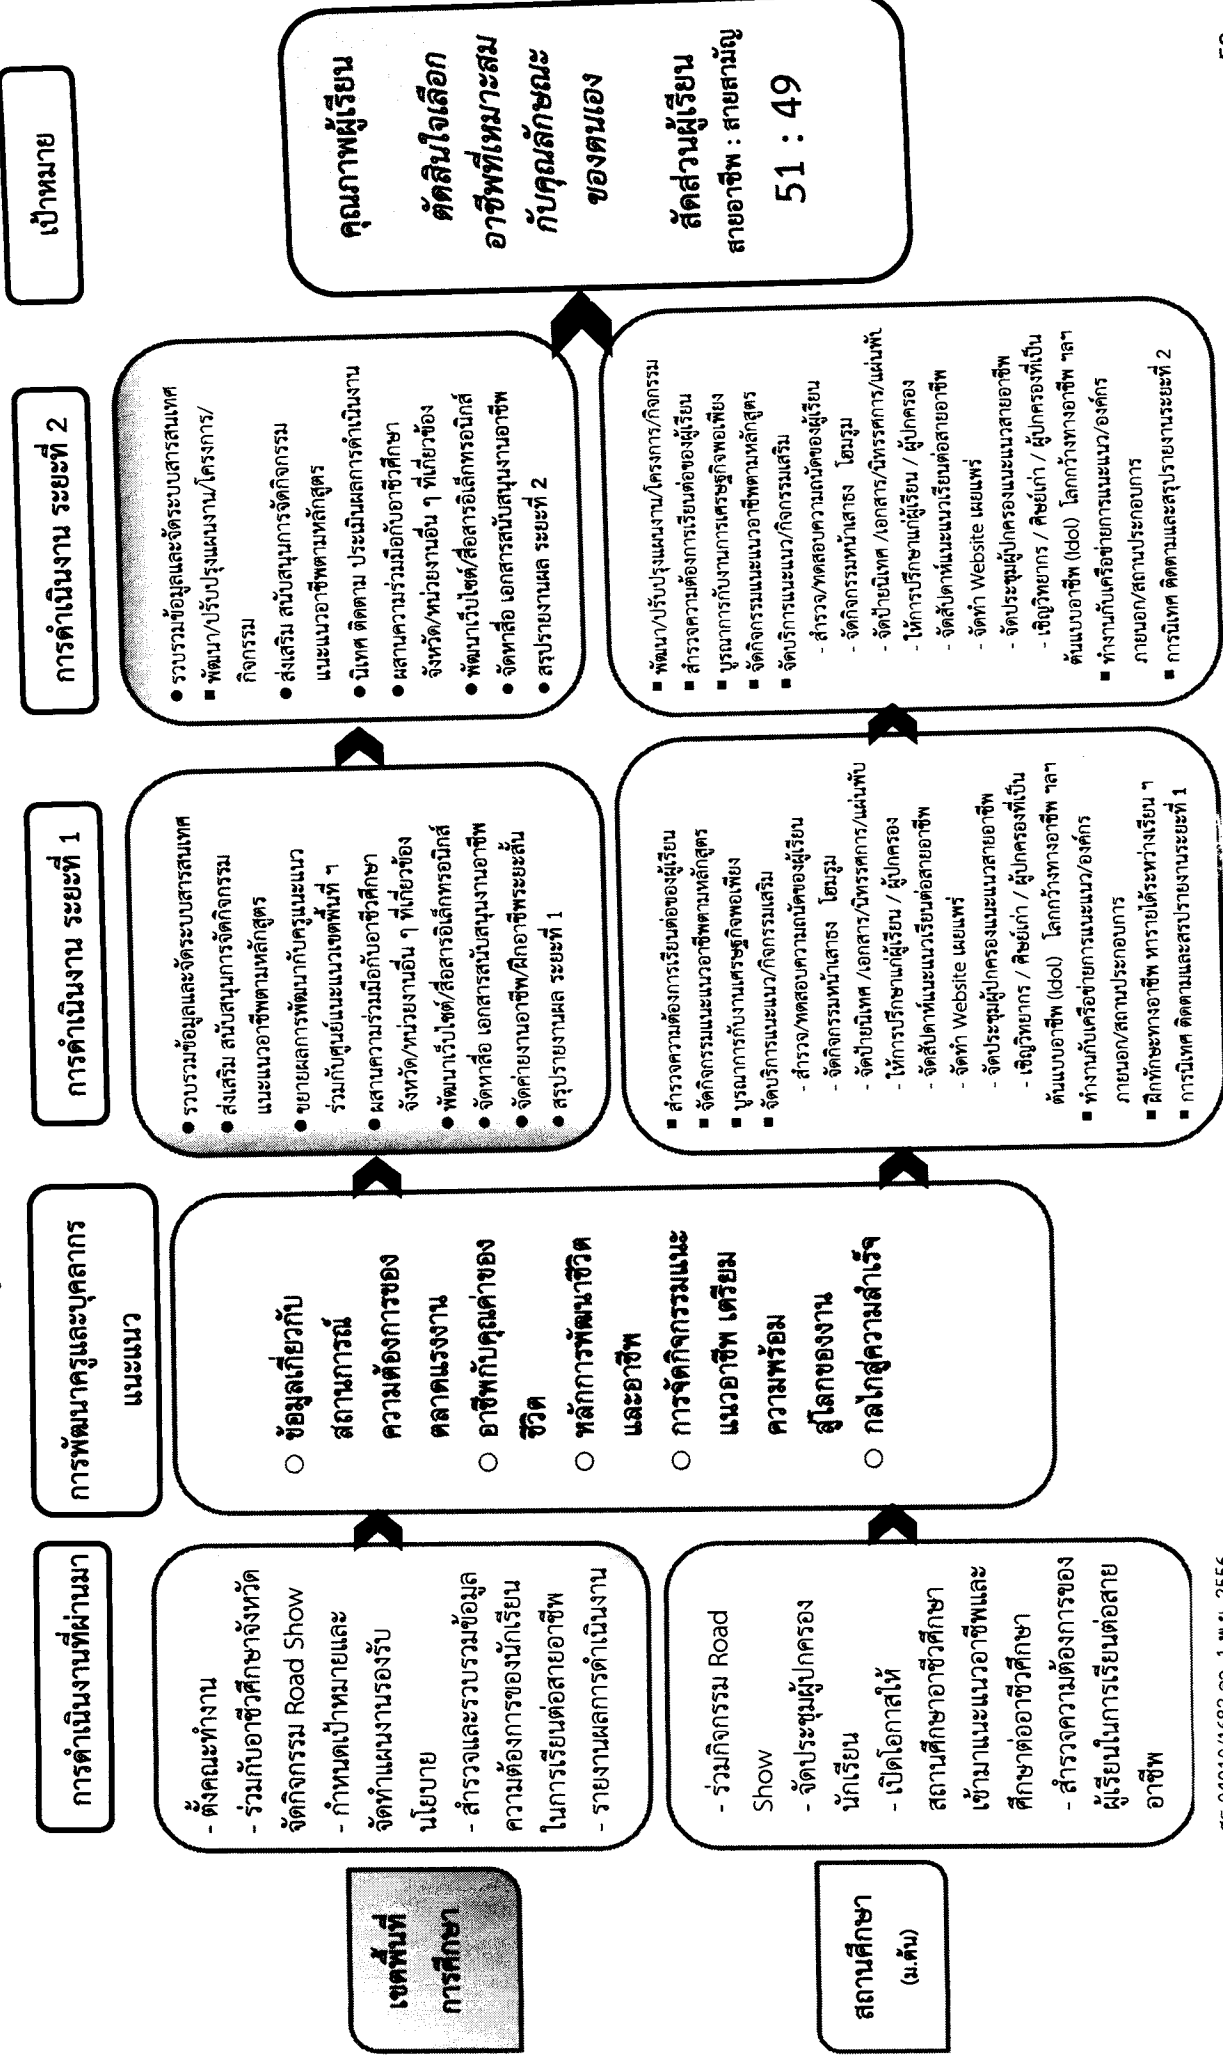 การดำเนินงานที่ผ่านมา
การพัฒนาครูและบุคลากร
แนะแนว
การดำเนินงาน ระยะที่ 1
การดำเนินงาน ระยะที่ 2
เป้าหมาย
เขตพื้นที่
การศึกษา
- ตั้งคณะทำงาน
- ร่วมกับอาชีวศึกษาจังหวัด
จัดกิจกรรม Road Show
- กำหนดเป้าหมายและ
จัดทำแผนงานรองรับ
นโยบาย
- สำรวจและรวบรวมข้อมูล
ความต้องการของนักเรียน
ในการเรียนต่อสายอาชีพ
- รายงานผลการดำเนินงาน
สถานศึกษา
(ม.ต้น)
- ร่วมกิจกรรม Road
Show
- จัดประชุมผู้ปกครอง
นักเรียน
- เปิดโอกาสให้
สถานศึกษาอาชีวศึกษา
เข้ามาแนะแนวอาชีพและ
ศึกษาต่ออาชีวศึกษา
- สำรวจความต้องการของ
ผู้เรียนในการเรียนต่อสาย
อาชีพ
○ ข้อมูลเกี่ยวกับ
สถานการณ์
ความต้องการของ
ตลาดแรงงาน
○ อาชีพกับคุณค่าของ
ชีวิต
○ หลักการพัฒนาชีวิต
และอาชีพ
○ การจัดกิจกรรมแนะ
แนวอาชีพ เตรียม
ความพร้อม
สู่โลกของงาน
○ กลไกสู่ความสำเร็จ
● รวบรวมข้อมูลและจัดระบบสารสนเทศ
● ส่งเสริม สนับสนุนการจัดกิจกรรม
แนะแนวอาชีพตามหลักสูตร
● ขยายผลการพัฒนากับครูแนะแนว
ร่วมกับศูนย์แนะแนวเขตพื้นที่ ฯ
● ผสานความร่วมมือกับอาชีวศึกษา
จังหวัด/หน่วยงานอื่น ๆ ที่เกี่ยวข้อง
● พัฒนาเว็บไซต์/สื่อสารอิเล็กทรอนิกส์
● จัดหาสื่อ เอกสารสนับสนุนงานอาชีพ
● จัดค่ายงานอาชีพ/ฝึกอาชีพระยะสั้น
● สรุปรายงานผล ระยะที่ 1
■ สำรวจความต้องการเรียนต่อของผู้เรียน
■ จัดกิจกรรมแนะแนวอาชีพตามหลักสูตร
■ บูรณาการกับงานเศรษฐกิจพอเพียง
■ จัดบริการแนะแนว/กิจกรรมเสริม
- สำรวจ/ทดสอบความถนัดของผู้เรียน
- จัดกิจกรรมหน้าเสาธง โฮมรูม
- จัดป้ายนิเทศ /เอกสาร/นิทรรศการ/แผ่นพับ
- ให้การปรึกษาแก่ผู้เรียน / ผู้ปกครอง
- จัดสัปดาห์แนะแนวเรียนต่อสายอาชีพ
- จัดทำ Website เผยแพร่
- จัดประชุมผู้ปกครองแนะแนวสายอาชีพ
- เชิญวิทยากร / ศิษย์เก่า / ผู้ปกครองที่เป็น
ต้นแบบอาชีพ (Idol) โลกกว้างทางอาชีพ ฯลฯ
■ ทำงานกับเครือข่ายการแนะแนว/องค์กร
ภายนอก/สถานประกอบการ
■ ฝึกทักษะทางอาชีพ หารายได้ระหว่างเรียน ฯ
■ การนิเทศ ติดตามและสรุปรายงานระยะที่ 1
● รวบรวมข้อมูลและจัดระบบสารสนเทศ
■ พัฒนา/ปรับปรุงแผนงาน/โครงการ/
กิจกรรม
● ส่งเสริม สนับสนุนการจัดกิจกรรม
แนะแนวอาชีพตามหลักสูตร
● นิเทศ ติดตาม ประเมินผลการดำเนินงาน
● ผสานความร่วมมือกับอาชีวศึกษา
จังหวัด/หน่วยงานอื่น ๆ ที่เกี่ยวข้อง
● พัฒนาเว็บไซต์/สื่อสารอิเล็กทรอนิกส์
● จัดหาสื่อ เอกสารสนับสนุนงานอาชีพ
● สรุปรายงานผล ระยะที่ 2
■ พัฒนา/ปรับปรุงแผนงาน/โครงการ/กิจกรรม
■ สำรวจความต้องการเรียนต่อของผู้เรียน
■ บูรณาการกับงานการเศรษฐกิจพอเพียง
■ จัดกิจกรรมแนะแนวอาชีพตามหลักสูตร
■ จัดบริการแนะแนว/กิจกรรมเสริม
- สำรวจ/ทดสอบความถนัดของผู้เรียน
- จัดกิจกรรมหน้าเสาธง โฮมรูม
- จัดป้ายนิเทศ /เอกสาร/นิทรรศการ/แผ่นพับ
- ให้การปรึกษาแก่ผู้เรียน / ผู้ปกครอง
- จัดสัปดาห์แนะแนวเรียนต่อสายอาชีพ
- จัดทำ Website เผยแพร่
- จัดประชุมผู้ปกครองแนะแนวสายอาชีพ
- เชิญวิทยากร / ศิษย์เก่า / ผู้ปกครองที่เป็น
ต้นแบบอาชีพ (Idol) โลกกว้างทางอาชีพ ฯลฯ
■ ทำงานกับเครือข่ายการแนะแนว/องค์กร
ภายนอก/สถานประกอบการ
■ การนิเทศ ติดตามและสรุปรายงานระยะที่ 2
คุณภาพผู้เรียน
ตัดสินใจเลือก
อาชีพที่เหมาะสม
กับคุณลักษณะ
ของตนเอง
สัดส่วนผู้เรียน
สายอาชีพ : สายสามัญ
51 : 49